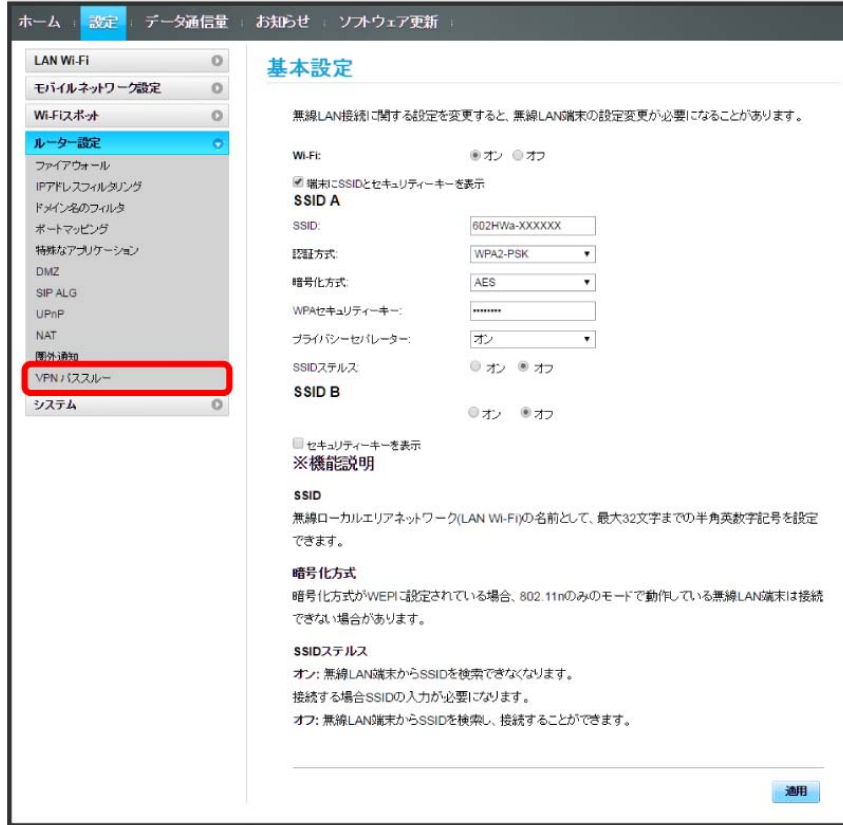 ホーム 設定 データ通信量 お知らせ ソフトウェア更新
LAN Wi-Fi
モバイルネットワーク設定
Wi-Fiスポット
ルーター設定
ファイアウォール
IPアドレスフィルタリング
ドメイン名のフィルタ
ポートマッピング
特殊なアプリケーション
DMZ
SIP ALG
UPnP
NAT
圏外通知
VPN パススルー
システム
基本設定
無線LAN接続に関する設定を変更すると、無線LAN端末の設定変更が必要になることがあります。
Wi-Fi: オン オフ
端末にSSIDとセキュリティーキーを表示
SSID A
SSID: 602HWa-XXXXXX
認証方式: WPA2-PSK
暗号化方式: AES
WPAセキュリティーキー: ••••••••
プライバシーセパレーター: オン
SSIDステルス: オン オフ
SSID B
オン オフ
セキュリティーキーを表示
※機能説明
SSID
無線ローカルエリアネットワーク(LAN Wi-Fi)の名前として、最大32文字までの半角英数字記号を設定
できます。
暗号化方式
暗号化方式がWEPに設定されている場合、802.11nのみのモードで動作している無線LAN端末は接続
できない場合があります。
SSIDステルス
オン: 無線LAN端末からSSIDを検索できなくなります。
接続する場合SSIDの入力が必要になります。
オフ: 無線LAN端末からSSIDを検索し、接続することができます。
適用